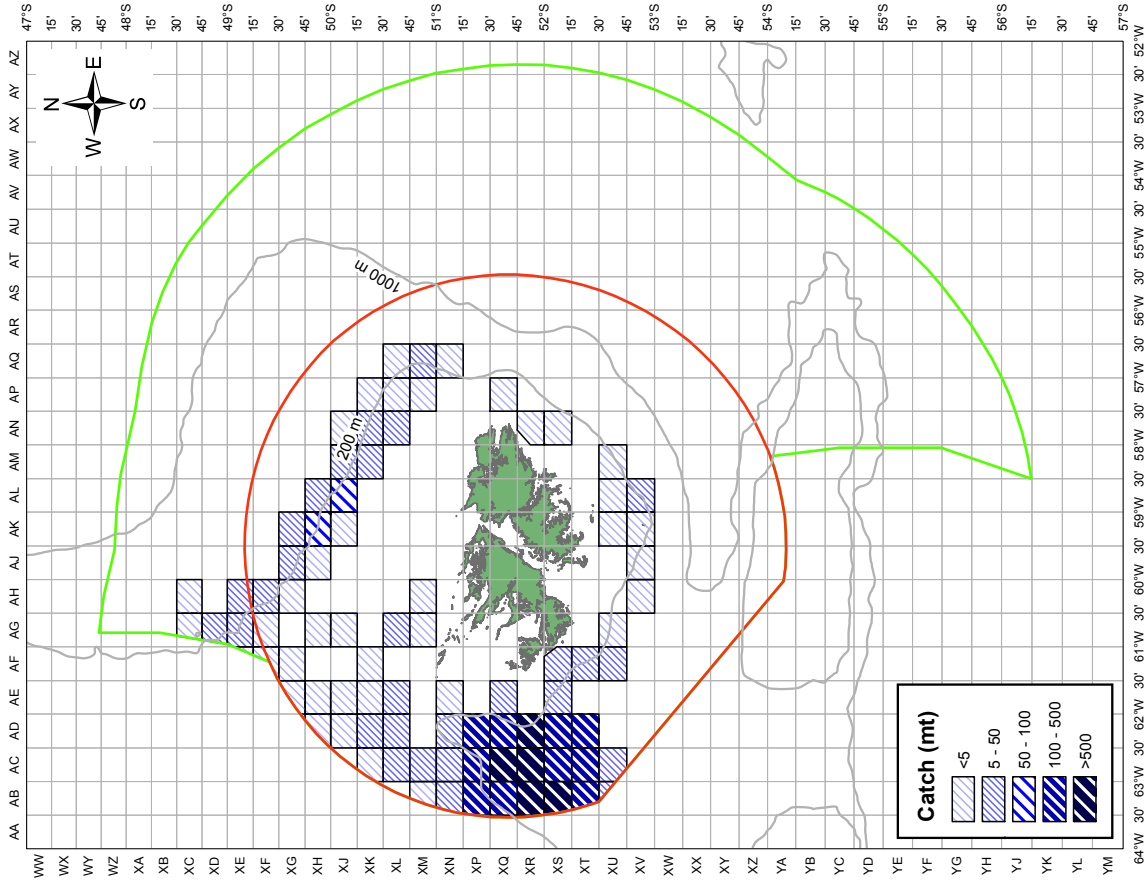 WW
WX
WY
WZ
XA
XB
XC
XD
XE
XF
XG
XH
XJ
XK
XL
XM
XN
XP
XQ
XR
XS
XT
XU
XV
XW
XX
XY
XZ
YA
YB
YC
YD
YE
YF
YG
YH
YJ
YK
YL
YM
N
W E
S
1000 m
200 m
Catch (mt)
<5
5 - 50
50 - 100
100 - 500
>500
AA AB AC AD AE AF AG AH AJ AK AL AM AN AP AQ AR AS AT AU AV AW AX AY AZ
64°W 30' 63°W 30' 62°W 30' 61°W 30' 60°W 30' 59°W 30' 58°W 30' 57°W 30' 56°W 30' 55°W 30' 54°W 30' 53°W 30' 52°W
47°S
15'
30'
45'
48°S
15'
30'
45'
49°S
15'
30'
45'
50°S
15'
30'
45'
51°S
15'
30'
45'
52°S
15'
30'
45'
53°S
15'
30'
45'
54°S
15'
30'
45'
55°S
15'
30'
45'
56°S
15'
30'
45'
57°S